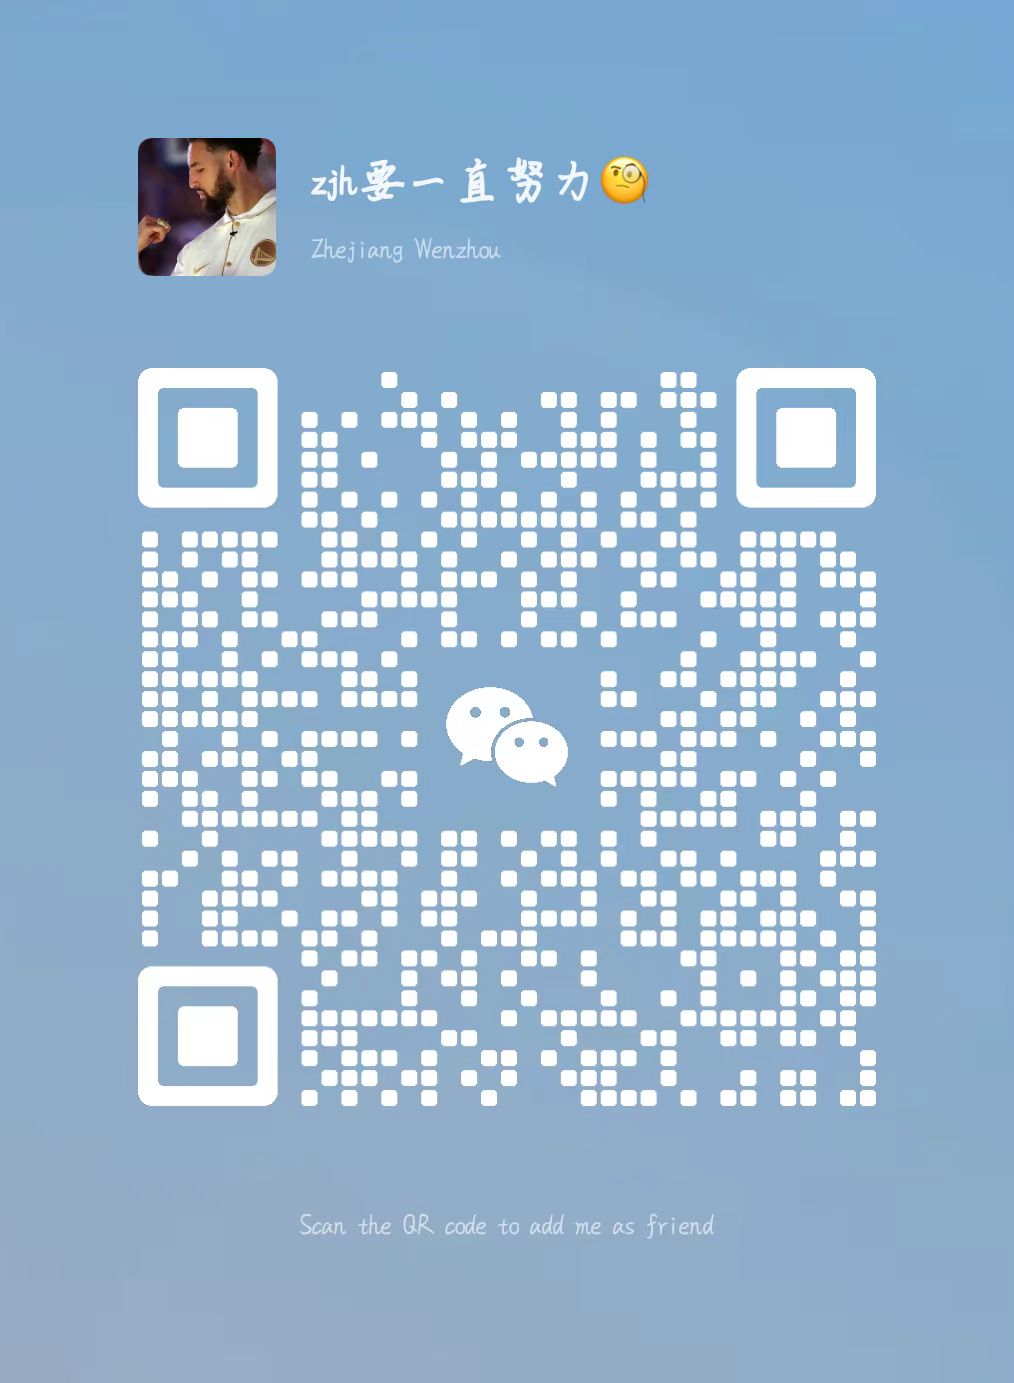 zjh要一直努力🧐
Zhejiang Wenzhou
Scan the QR code to add me as friend